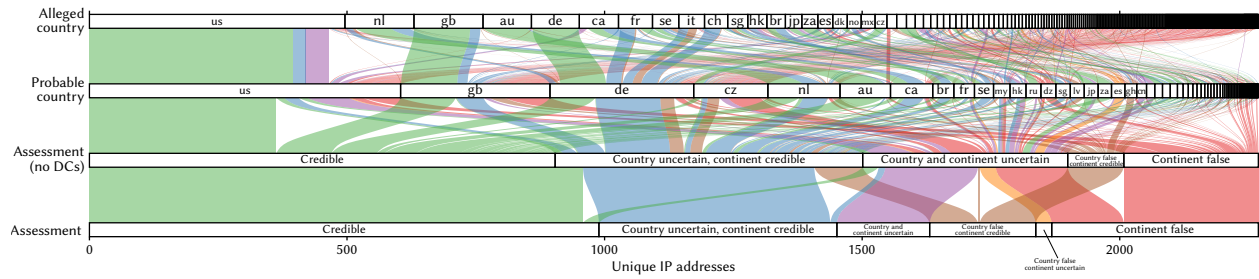 Alleged
country
us nl gb au de ca fr se it ch sg hk br jp za es dk no mx cz
Probable
country
us gb de cz nl au ca br fr se my hk ru dz sg lv jp za es gh cn
Assessment
(no DCs)
Credible Country uncertain, continent credible Country and continent uncertain Country false
continent credible Continent false
Assessment
Credible Country uncertain, continent credible Country and
continent uncertain Country false
continent credible Continent false
Country false
continent uncertain
0 500 1000 1500 2000
Unique IP addresses